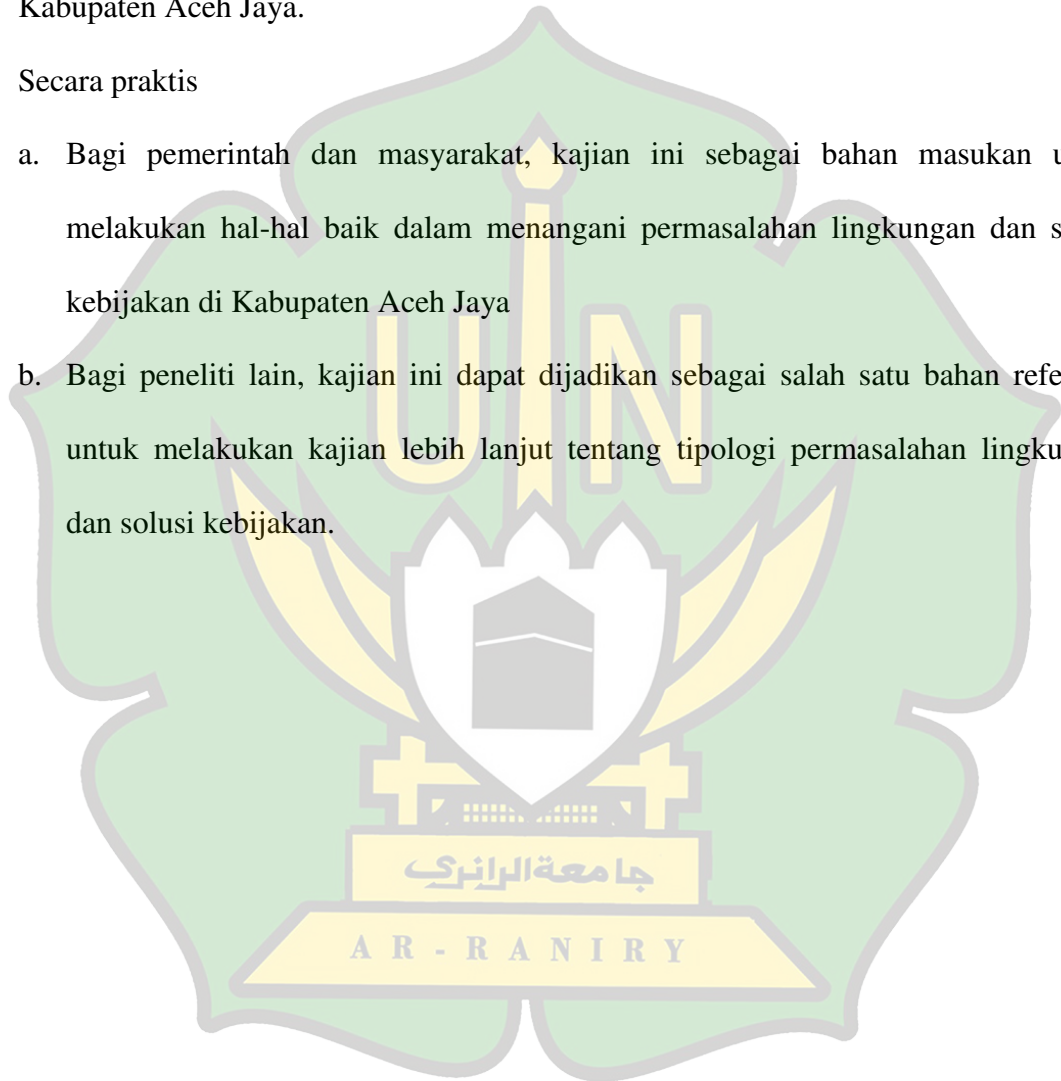 Kabupaten Aceh Jaya.
Secara praktis
a. Bagi pemerintah dan masyarakat, kajian ini sebagai bahan masukan
melakukan hal-hal baik dalam menangani permasalahan lingkungan dan
kebijakan di Kabupaten Aceh Jaya
b. Bagi peneliti lain, kajian ini dapat dijadikan sebagai salah satu bahan
untuk melakukan kajian lebih lanjut tentang tipologi permasalahan
dan solusi kebijakan.
UIN
جامعةالرانري
AR-RANIRY